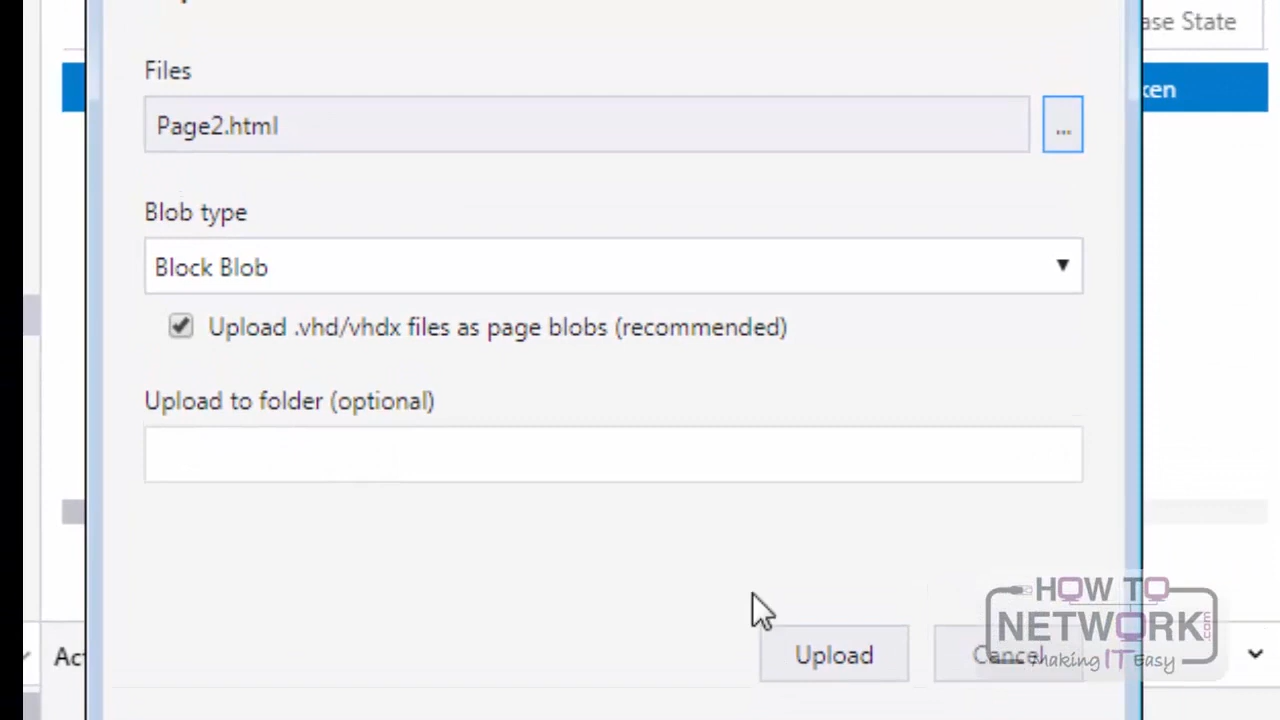 ase State
Files
ken
Page2.html
...
Blob type
Block Blob
Upload .vhd/vhdx files as page blobs (recommended)
Upload to folder (optional)
HOW TO
NETWORK.com
Making IT Easy
Upload
Cancel
Act